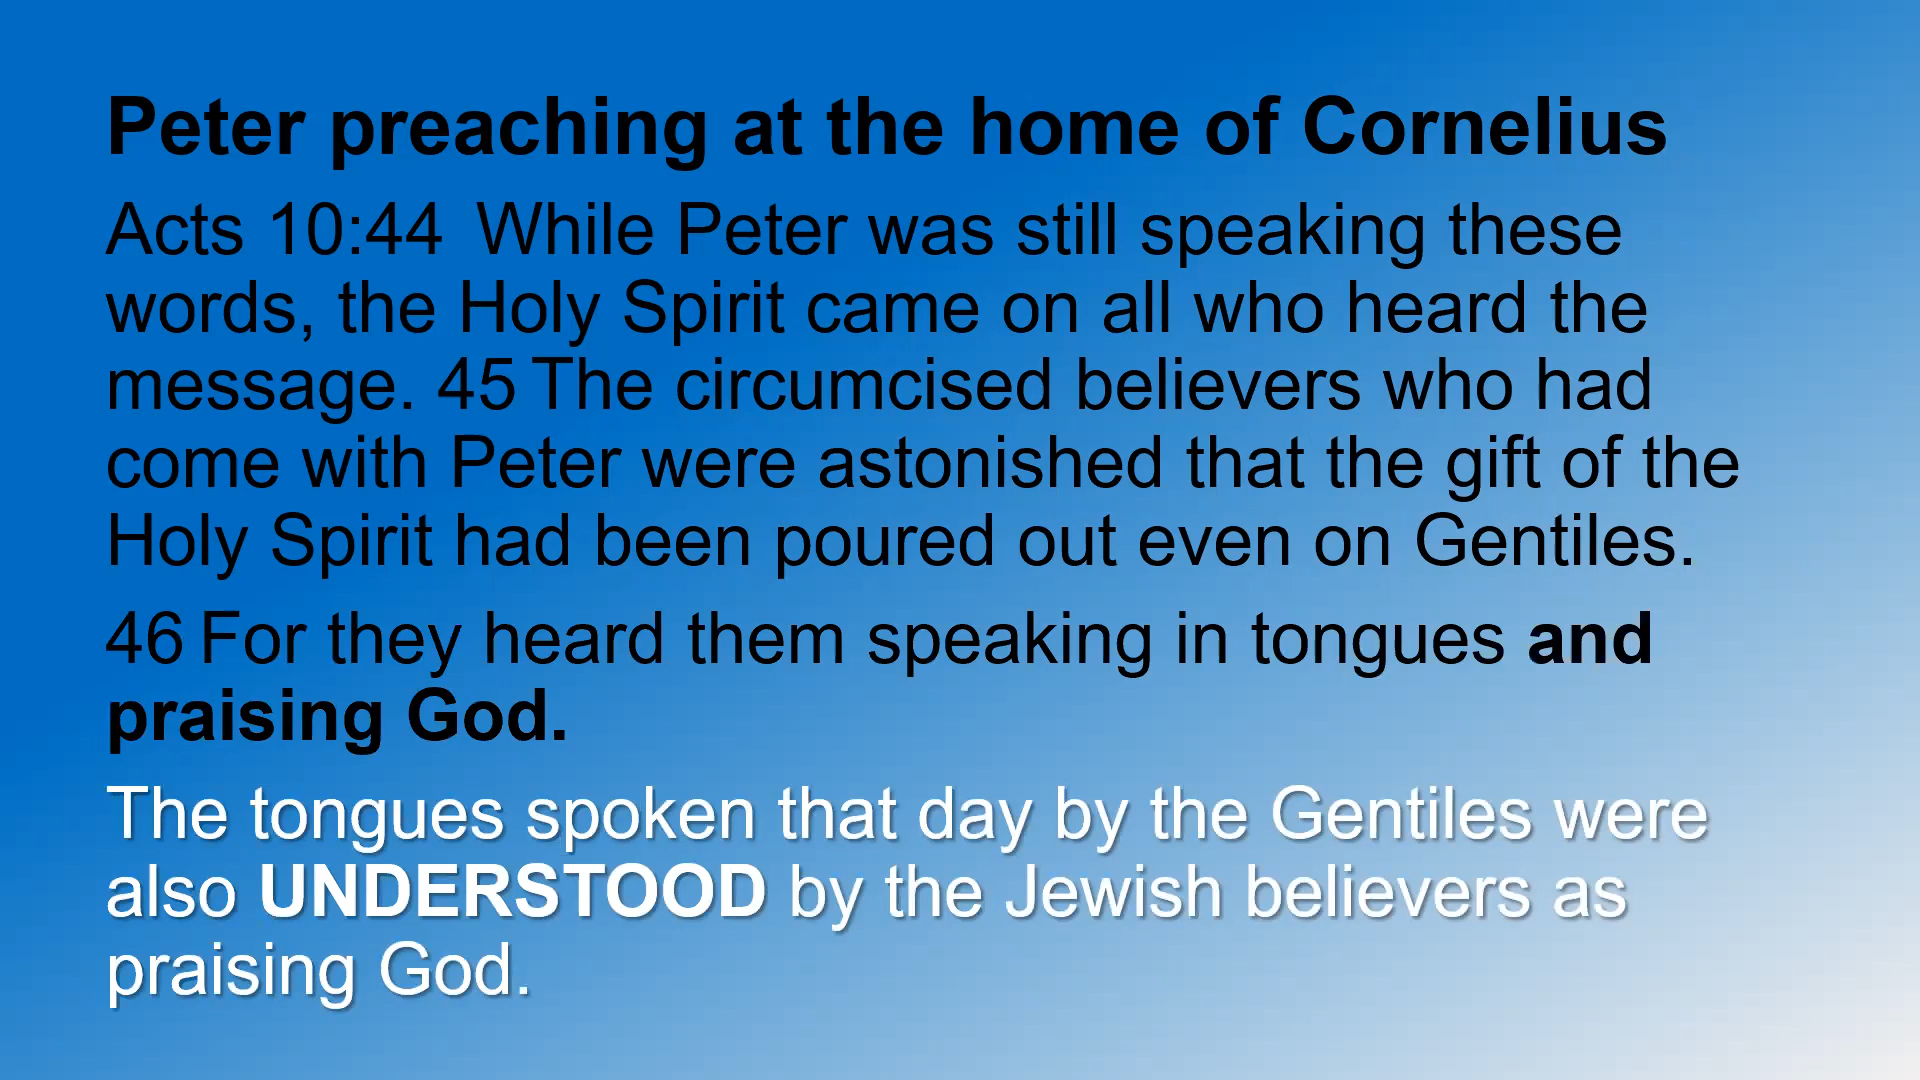 Peter preaching at the home of Cornelius
Acts 10:44 While Peter was still speaking these
words, the Holy Spirit came on all who heard the
message. 45 The circumcised believers who had
come with Peter were astonished that the gift of the
Holy Spirit had been poured out even on Gentiles.
46 For they heard them speaking in tongues and
praising God.
The tongues spoken that day by the Gentiles were
also UNDERSTOOD by the Jewish believers as
praising God.